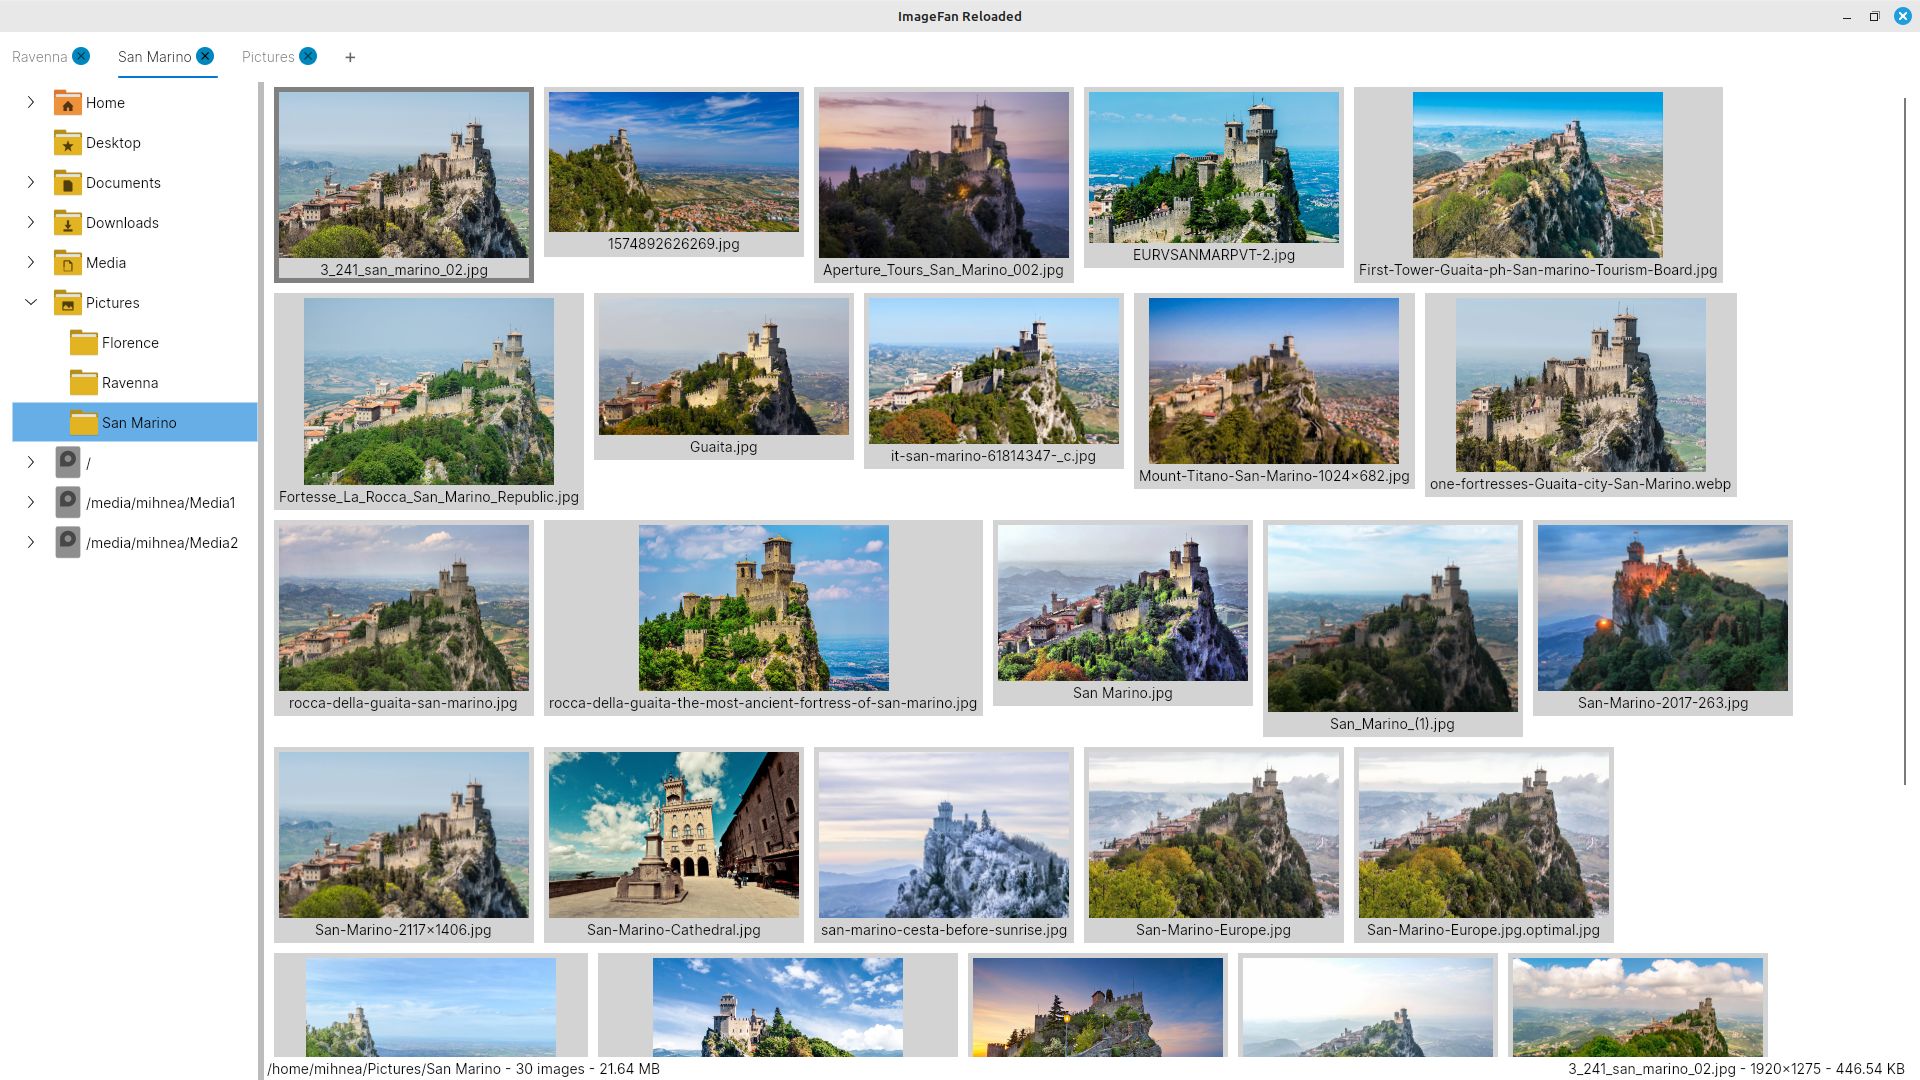 ImageFan Reloaded
Ravenna
San Marino
Pictures
+
Home
Desktop
Documents
Downloads
Media
Pictures
Florence
Ravenna
San Marino
/
/media/mihnea/Media1
/media/mihnea/Media2
3_241_san_marino_02.jpg
1574892626269.jpg
Aperture_Tours_San_Marino_002.jpg
EURVSANMARPVT-2.jpg
First-Tower-Guaita-ph-San-marino-Tourism-Board.jpg
Fortesse_La_Rocca_San_Marino_Republic.jpg
Guaita.jpg
it-san-marino-61814347-_c.jpg
Mount-Titano-San-Marino-1024×682.jpg
one-fortresses-Guaita-city-San-Marino.webp
rocca-della-guaita-san-marino.jpg
rocca-della-guaita-the-most-ancient-fortress-of-san-marino.jpg
San Marino.jpg
San_Marino_(1).jpg
San-Marino-2017-263.jpg
San-Marino-2117×1406.jpg
San-Marino-Cathedral.jpg
san-marino-cesta-before-sunrise.jpg
San-Marino-Europe.jpg
San-Marino-Europe.jpg.optimal.jpg
/home/mihnea/Pictures/San Marino - 30 images - 21.64 MB
3_241_san_marino_02.jpg - 1920×1275 - 446.54 KB